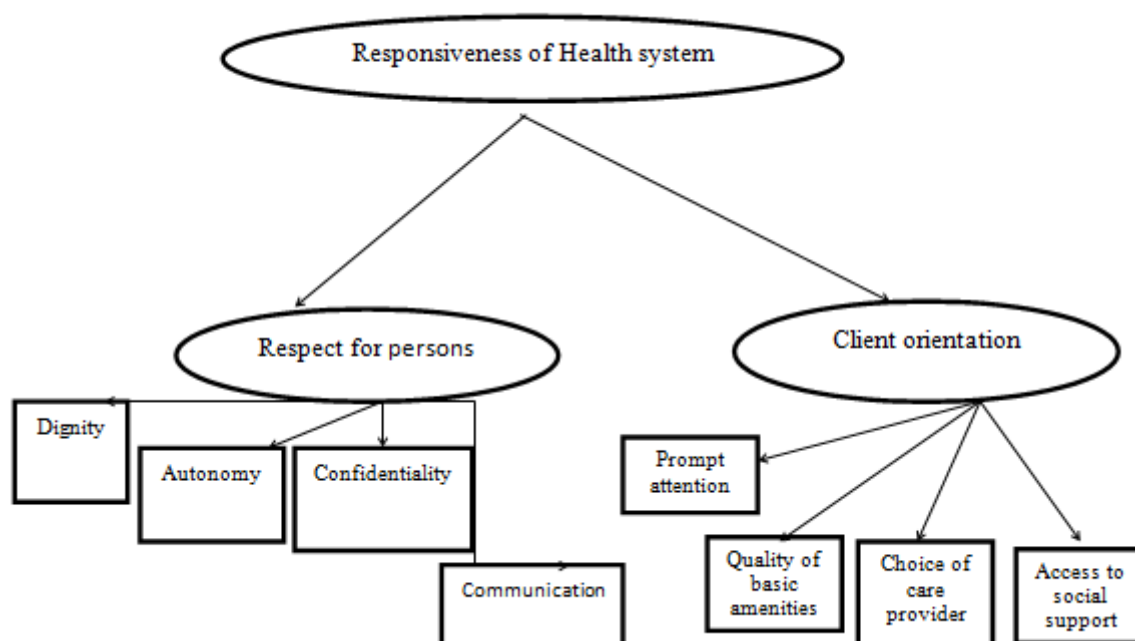 Responsiveness of Health system
Respect for persons
Client orientation
Dignity
Autonomy
Confidentiality
Communication
Prompt
attention
Quality of
basic
amenities
Choice of
care
provider
Access to
social
support